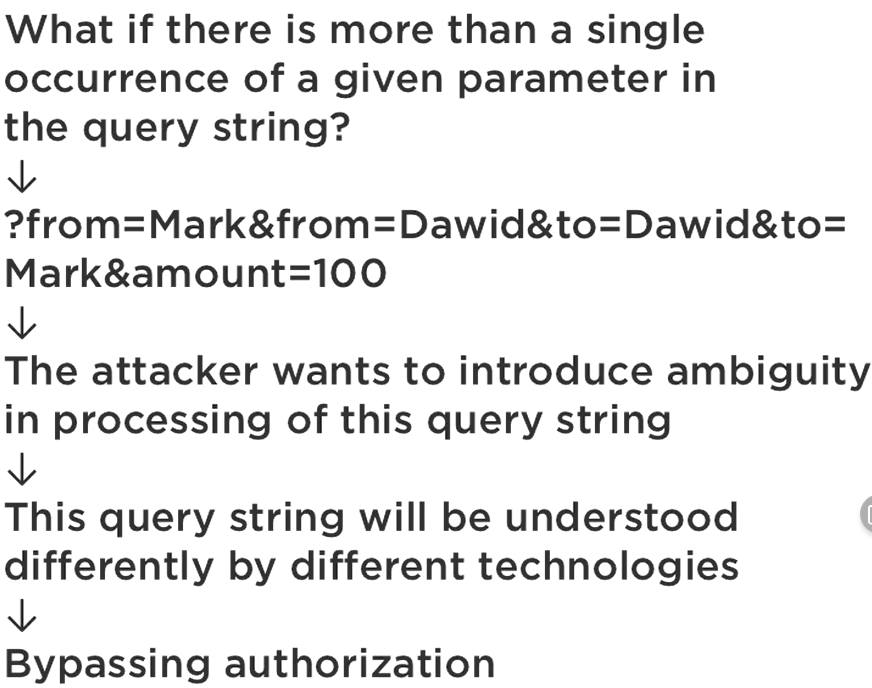 What if there is more than a single
occurrence of a given parameter in
the query string?
↓
?from=Mark&from=Dawid&to=Dawid&to=
Mark&amount=100
↓
The attacker wants to introduce ambiguity
in processing of this query string
↓
This query string will be understood
differently by different technologies
↓
Bypassing authorization